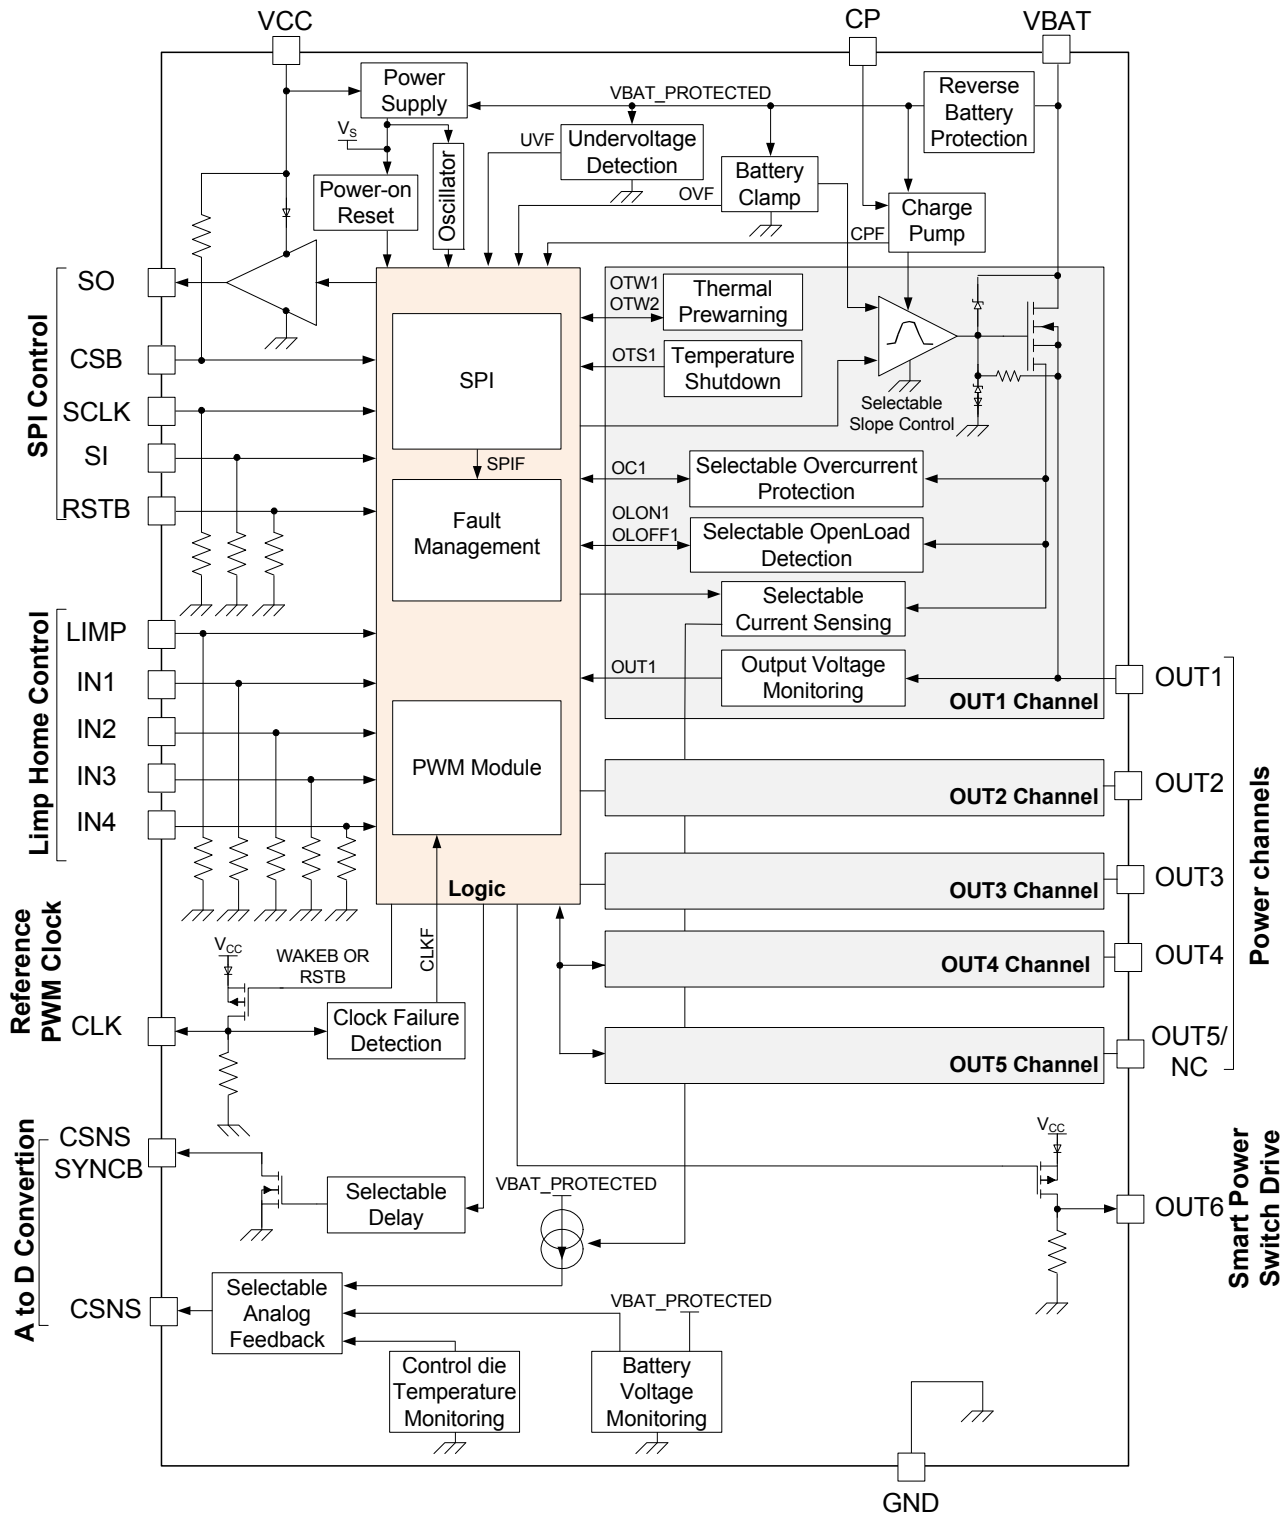 VCC
CP
VBAT
Power
Supply
VBAT_PROTECTED
Reverse
Battery
Protection
VS
UVF
Undervoltage
Detection
Oscillator
Power-on
Reset
OVF
Battery
Clamp
CPF
Charge
Pump
SPI Control
SO
CSB
SCLK
SI
RSTB
SPI
SPIF
Fault
Management
OTW1
OTW2
Thermal
Prewarning
OTS1
Temperature
Shutdown
Selectable
Slope Control
OC1
Selectable Overcurrent
Protection
OLON1
OLOFF1
Selectable OpenLoad
Detection
Selectable
Current Sensing
OUT1
Output Voltage
Monitoring
OUT1 Channel
Limp Home Control
LIMP
IN1
IN2
IN3
IN4
PWM Module
Logic
OUT2 Channel
OUT3 Channel
OUT4 Channel
OUT5 Channel
OUT1
OUT2
OUT3
OUT4
OUT5/
NC
Power channels
Reference
PWM Clock
CLK
VCC
WAKEB OR
RSTB
CLKF
Clock Failure
Detection
A to D Convertion
CSNS
SYNCB
Selectable
Delay
VBAT_PROTECTED
VCC
OUT6
Smart Power
Switch Drive
CSNS
Selectable
Analog
Feedback
VBAT_PROTECTED
Control die
Temperature
Monitoring
Battery
Voltage
Monitoring
GND